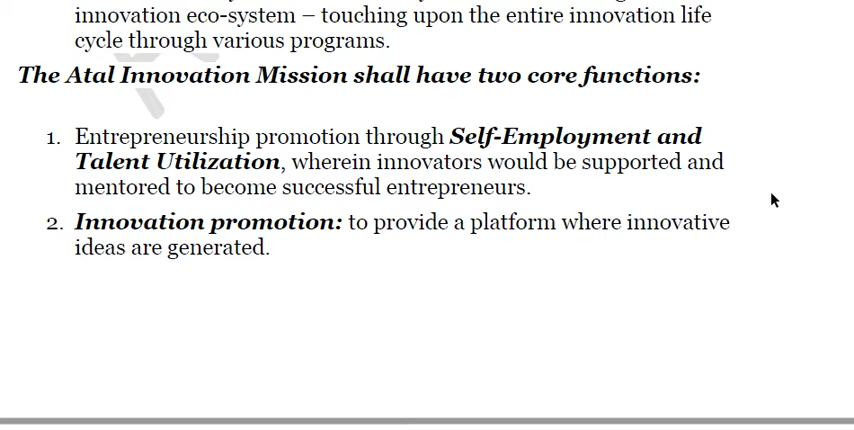 innovation eco-system – touching upon the entire innovation life
cycle through various programs.
The Atal Innovation Mission shall have two core functions:
1. Entrepreneurship promotion through Self-Employment and
Talent Utilization, wherein innovators would be supported and
mentored to become successful entrepreneurs.
2. Innovation promotion: to provide a platform where innovative
ideas are generated.